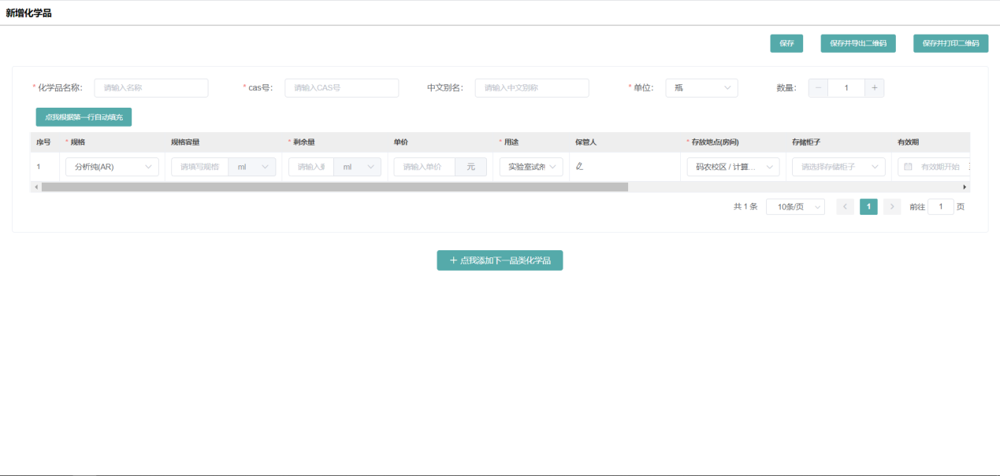 新增化学品
保存 保存并导出二维码 保存并打印二维码
* 化学品名称： 请输入名称 * cas号： 请输入CAS号 中文别名： 请输入中文别称 * 单位： 瓶 数量： － 1 +
点我根据第一行自动填充
序号 * 规格 规格容量 * 剩余量 单价 * 用途 保管人 * 存放地点(房间) 存储柜子 有效期
1 分析纯(AR) 请填写规格 ml 请输入 ml 请输入单价 元 实验室试剂 码农校区 / 计算... 请选择存储柜子 有效期开始
共 1 条 10条/页 < 1 > 前往 1 页
+ 点我添加下一品类化学品